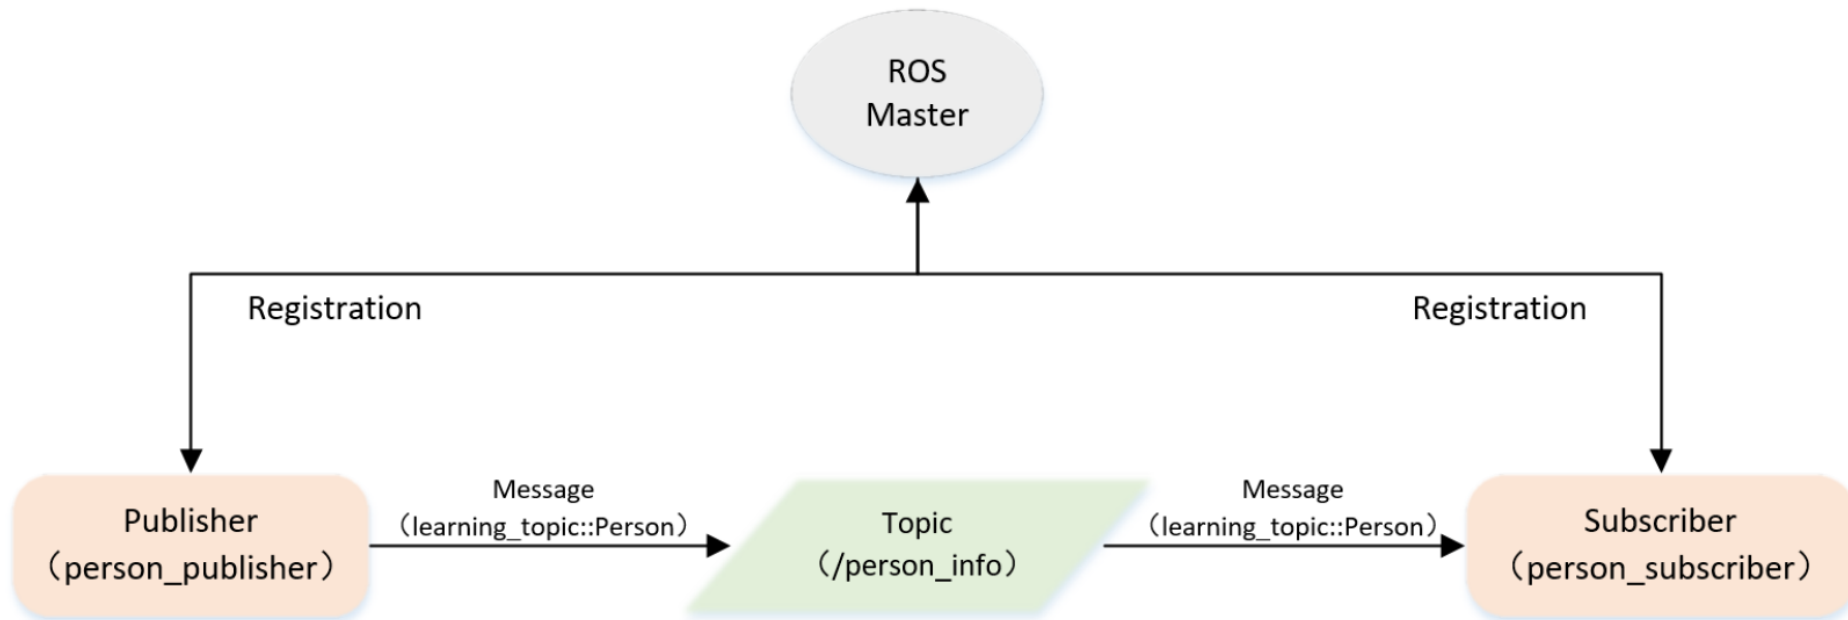 ROS
Master
Registration
Registration
Publisher
（person_publisher）
Message
（learning_topic::Person）
Topic
（/person_info）
Message
（learning_topic::Person）
Subscriber
（person_subscriber）